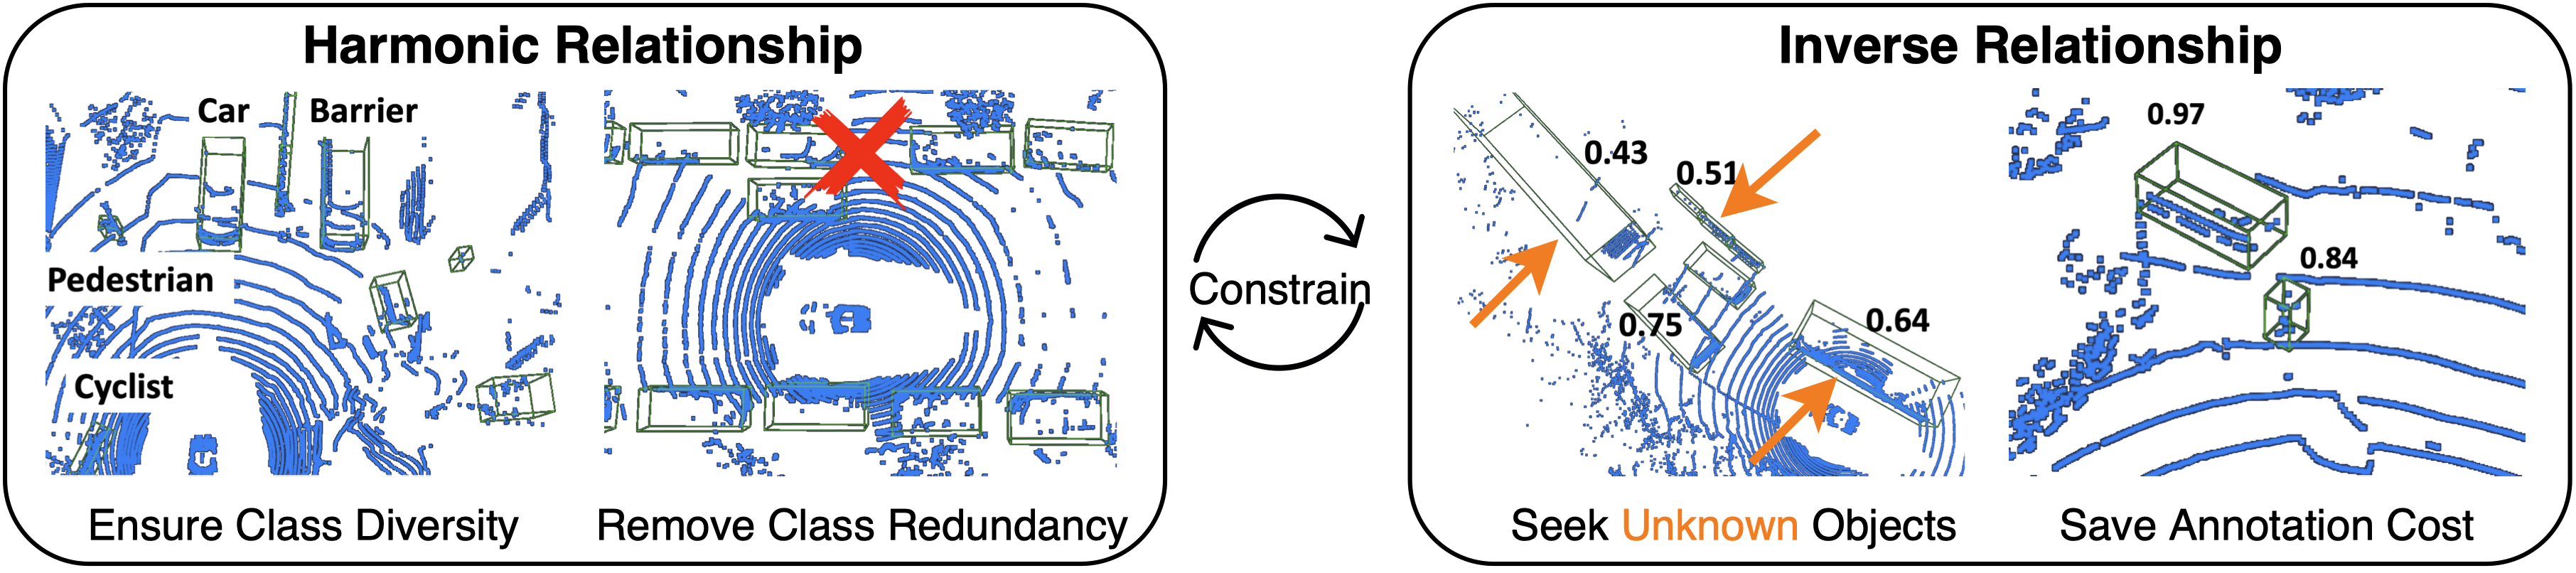 Harmonic Relationship
Car
Barrier
Pedestrian
Cyclist
Ensure Class Diversity
Remove Class Redundancy
Constrain
Inverse Relationship
0.43
0.51
0.75
0.64
0.97
0.84
Seek Unknown Objects
Save Annotation Cost